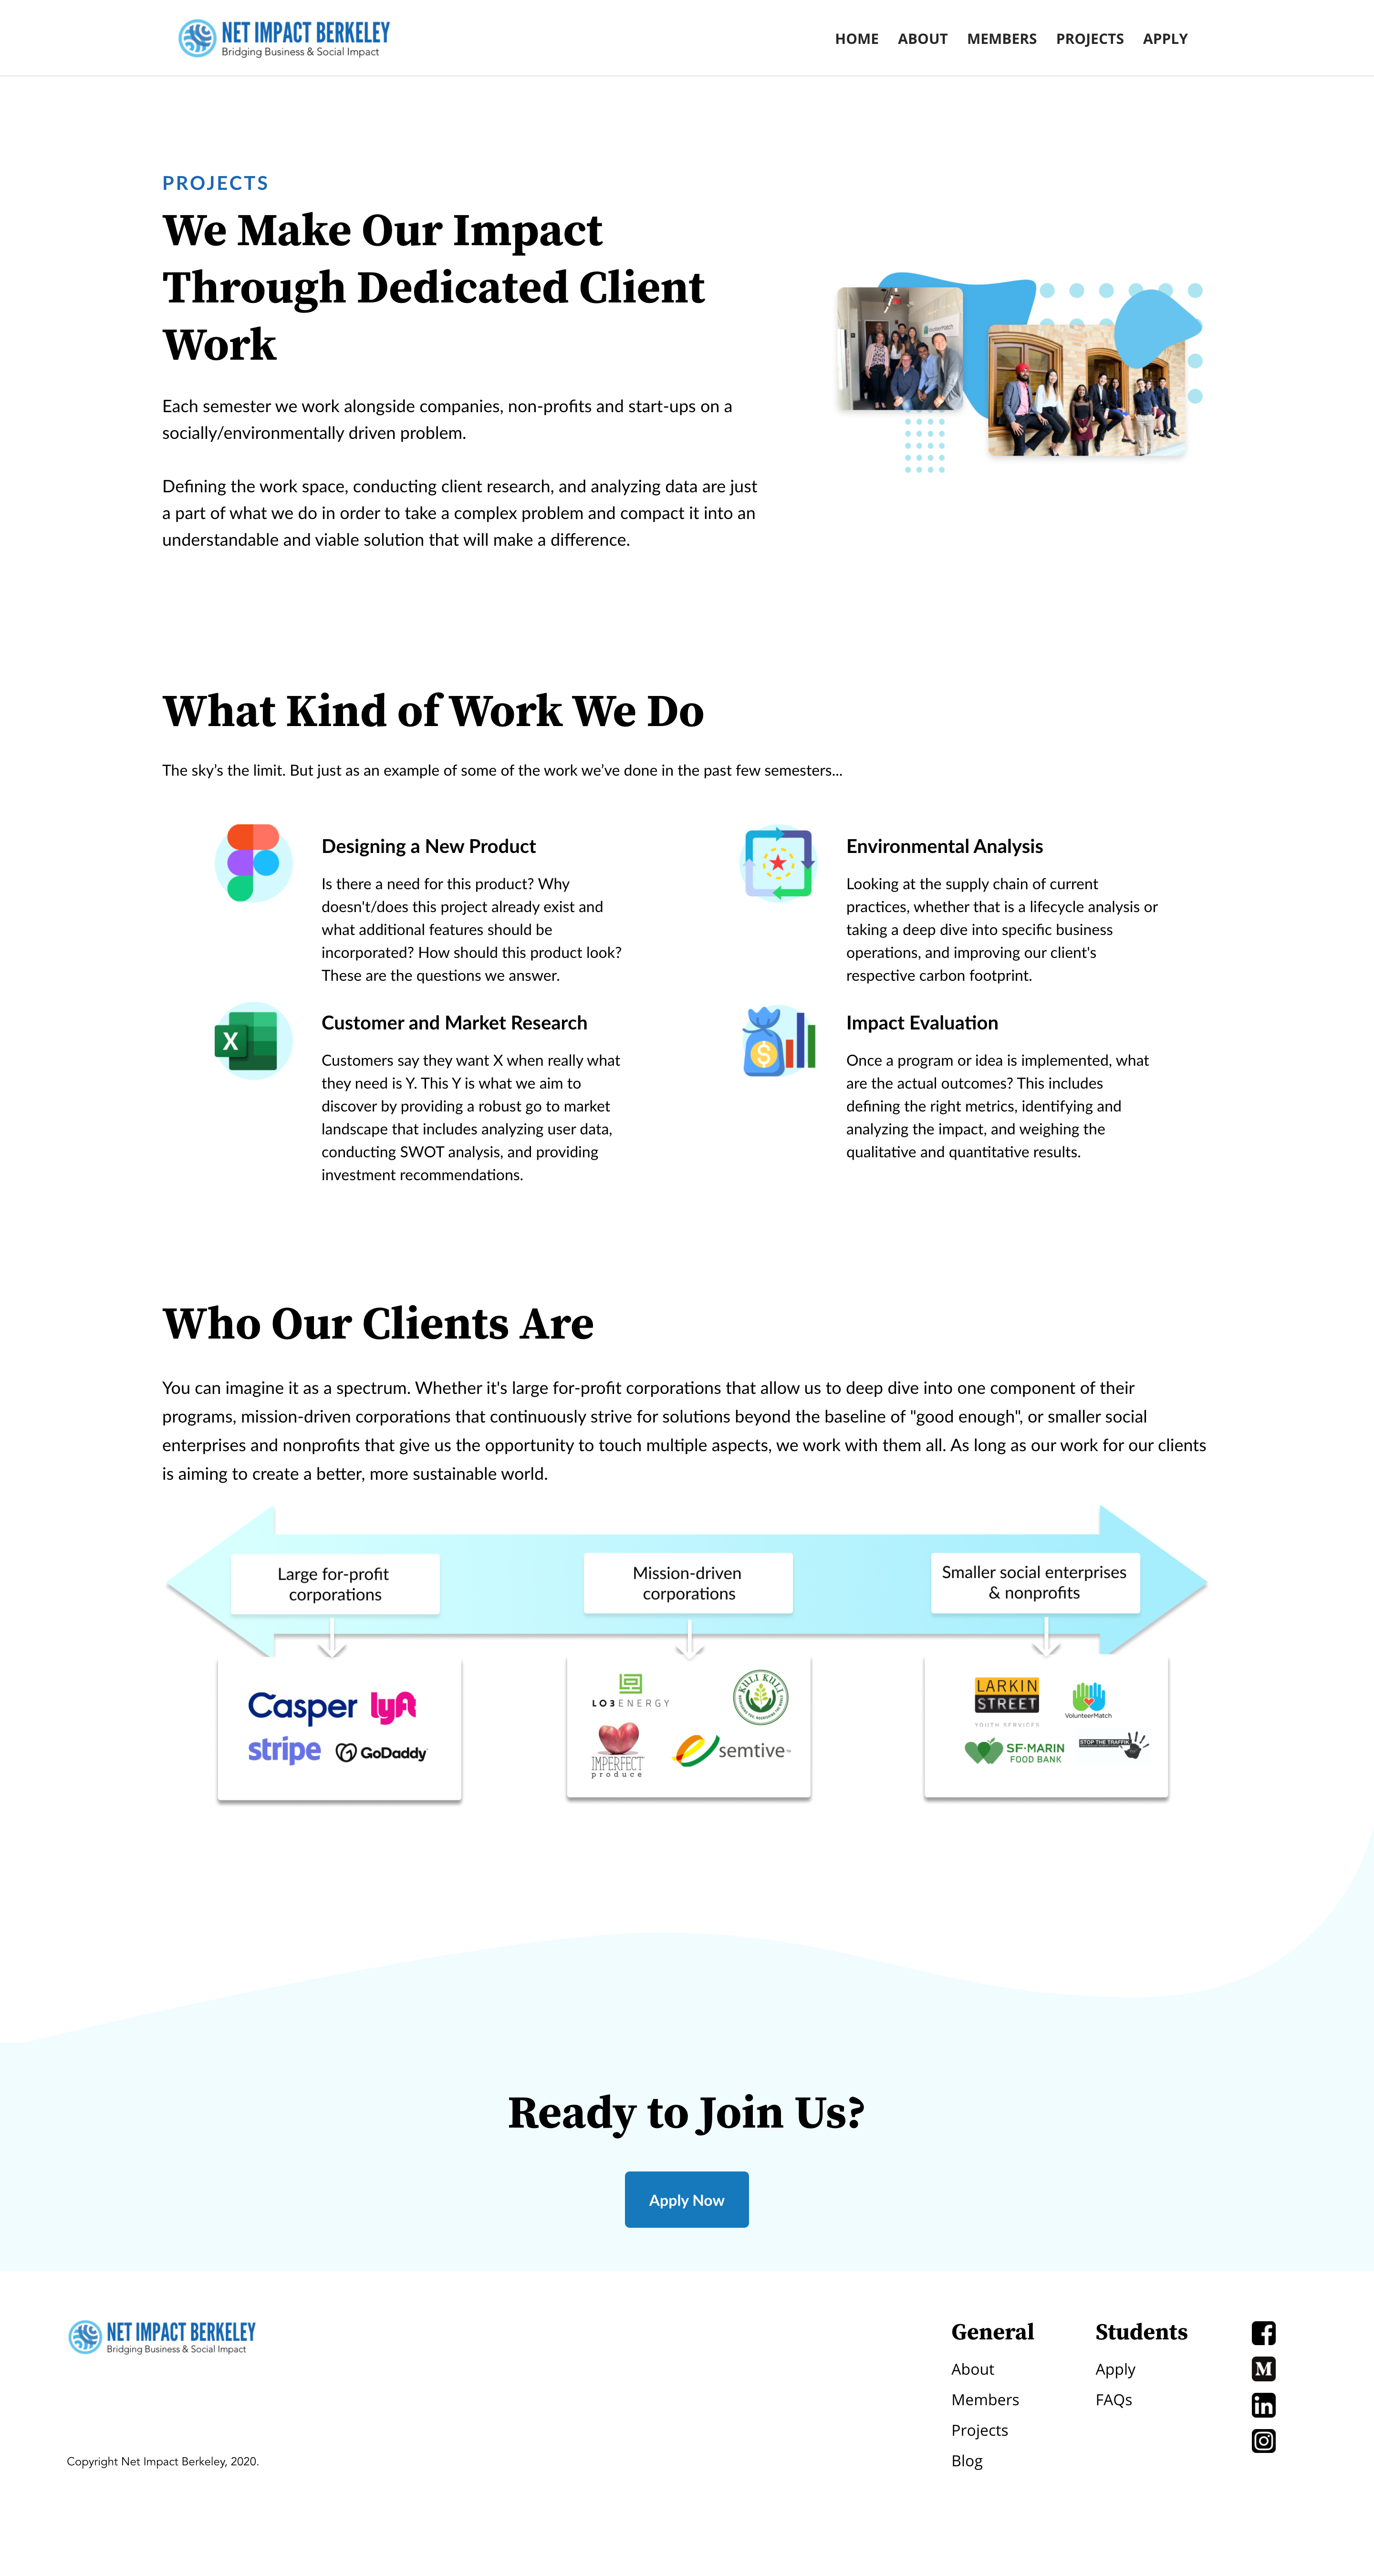 NET IMPACT BERKELEY
Bridging Business & Social Impact
HOME ABOUT MEMBERS PROJECTS APPLY
PROJECTS
We Make Our Impact
Through Dedicated Client
Work
Each semester we work alongside companies, non-profits and start-ups on a
socially/environmentally driven problem.
Defining the work space, conducting client research, and analyzing data are just
a part of what we do in order to take a complex problem and compact it into an
understandable and viable solution that will make a difference.
What Kind of Work We Do
The sky’s the limit. But just as an example of some of the work we’ve done in the past few semesters...
Designing a New Product
Is there a need for this product? Why
doesn't/does this project already exist and
what additional features should be
incorporated? How should this product look?
These are the questions we answer.
Environmental Analysis
Looking at the supply chain of current
practices, whether that is a lifecycle analysis or
taking a deep dive into specific business
operations, and improving our client's
respective carbon footprint.
X
Customer and Market Research
Customers say they want X when really what
they need is Y. This Y is what we aim to
discover by providing a robust go to market
landscape that includes analyzing user data,
conducting SWOT analysis, and providing
investment recommendations.
$
Impact Evaluation
Once a program or idea is implemented, what
are the actual outcomes? This includes
defining the right metrics, identifying and
analyzing the impact, and weighing the
qualitative and quantitative results.
Who Our Clients Are
You can imagine it as a spectrum. Whether it's large for-profit corporations that allow us to deep dive into one component of their
programs, mission-driven corporations that continuously strive for solutions beyond the baseline of "good enough", or smaller social
enterprises and nonprofits that give us the opportunity to touch multiple aspects, we work with them all. As long as our work for our clients
is aiming to create a better, more sustainable world.
Large for-profit
corporations
Mission-driven
corporations
Smaller social enterprises
& nonprofits
Casper lyft
stripe GoDaddy
LO3ENERGY
KULI KULI
IMPERFECT
produce
semtive™
LARKIN
STREET
YOUTH SERVICES
VolunteerMatch
SF-MARIN
FOOD BANK
STOP THE TRAFFIK
Ready to Join Us?
Apply Now
NET IMPACT BERKELEY
Bridging Business & Social Impact
Copyright Net Impact Berkeley, 2020.
General
About
Members
Projects
Blog
Students
Apply
FAQs
f
M
in